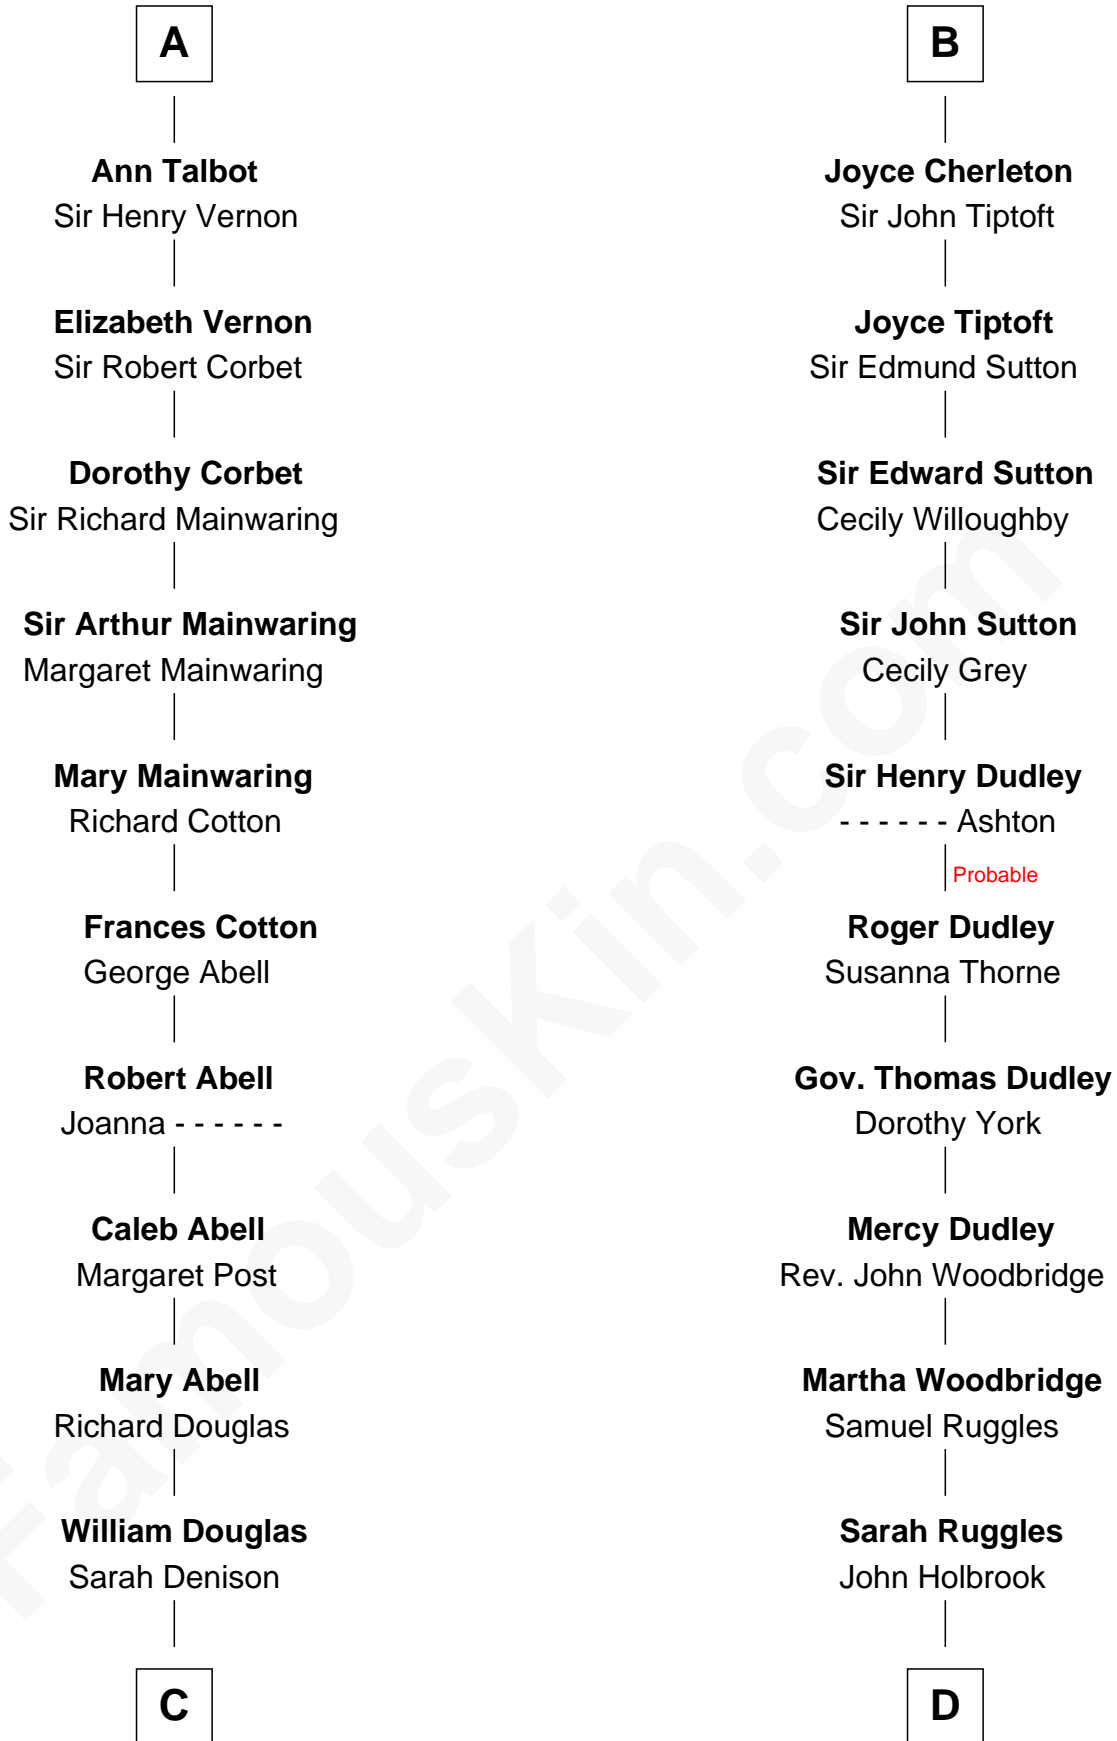 A
Ann Talbot
Sir Henry Vernon
Elizabeth Vernon
Sir Robert Corbet
Dorothy Corbet
Sir Richard Mainwaring
Sir Arthur Mainwaring
Margaret Mainwaring
Mary Mainwaring
Richard Cotton
Frances Cotton
George Abell
Robert Abell
Joanna - - - - - -
Caleb Abell
Margaret Post
Mary Abell
Richard Douglas
William Douglas
Sarah Denison
C
B
Joyce Cherleton
Sir John Tiptoft
Joyce Tiptoft
Sir Edmund Sutton
Sir Edward Sutton
Cecily Willoughby
Sir John Sutton
Cecily Grey
Sir Henry Dudley
- - - - - - Ashton
Probable
Roger Dudley
Susanna Thorne
Gov. Thomas Dudley
Dorothy York
Mercy Dudley
Rev. John Woodbridge
Martha Woodbridge
Samuel Ruggles
Sarah Ruggles
John Holbrook
D
FamousKin.com